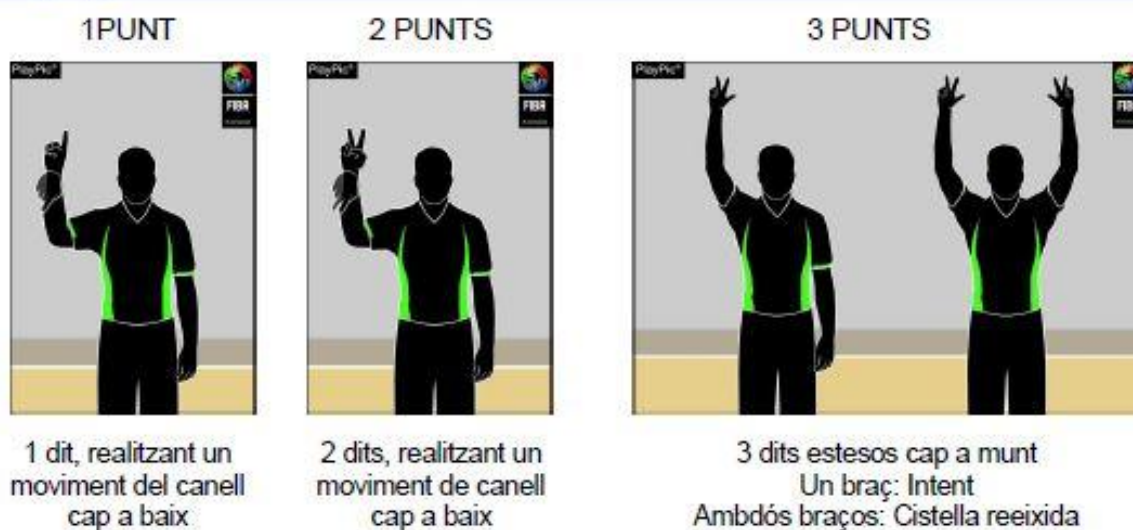 1PUNT
2 PUNTS
3 PUNTS
PlayPic®
FIBA
PlayPic®
FIBA
PlayPic®
FIBA
1 dit, realitzant un
moviment del canell
cap a baix
2 dits, realitzant un
moviment de canell
cap a baix
3 dits estesos cap a munt
Un braç: Intent
Ambdós braços: Cistella reeixida